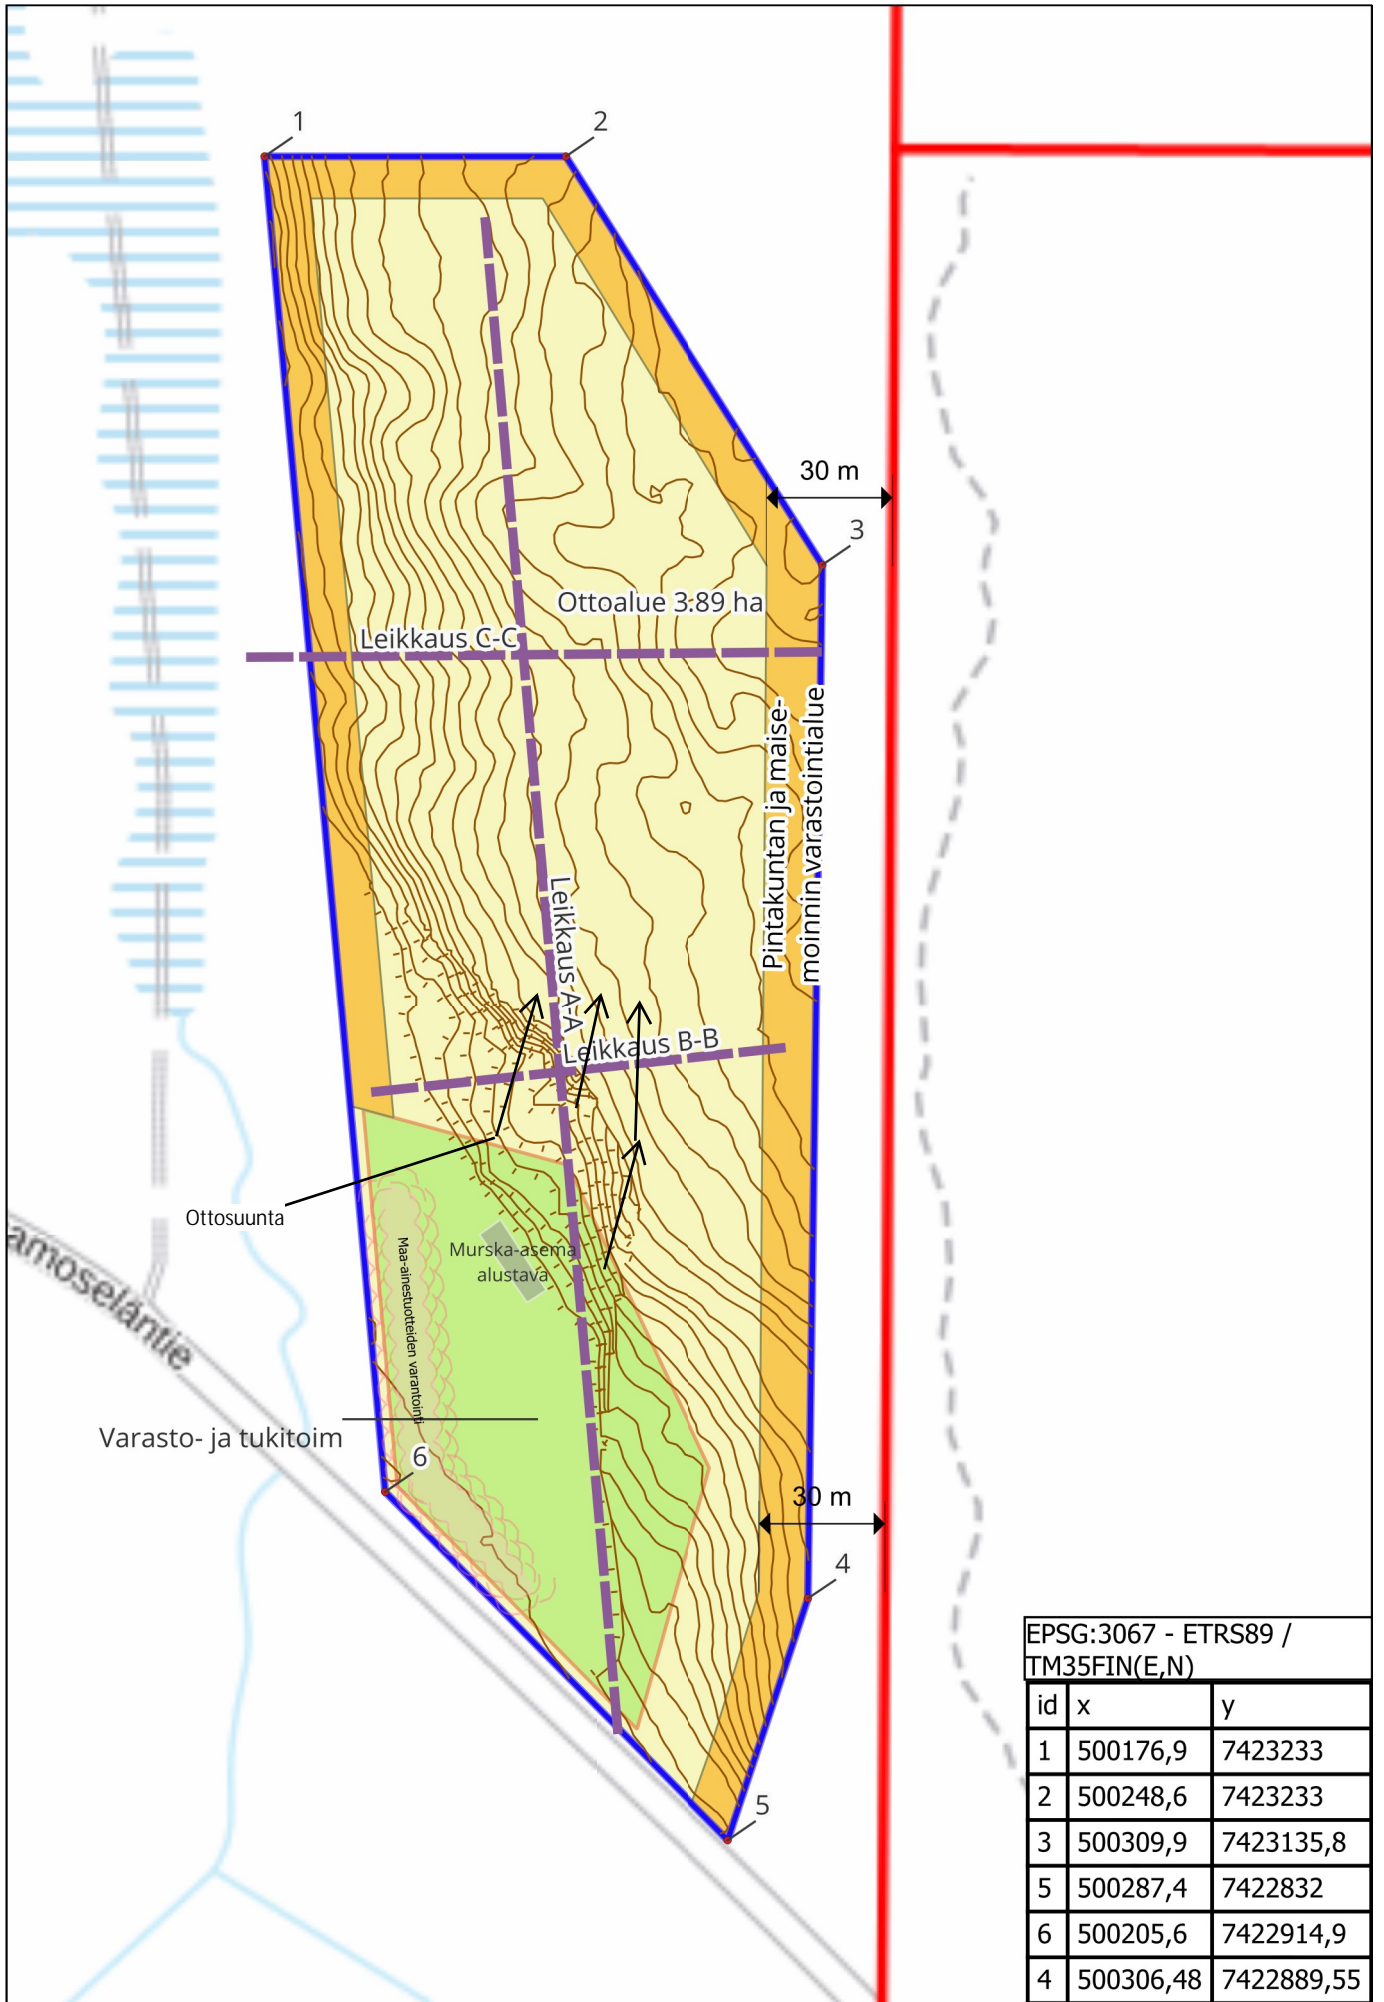 1
2
30 m
3
Ottoalue 3.89 ha
Leikkaus C-C
Pintakuntan ja maise-
moinnin varastointialue
Leikkaus A-A
Leikkaus B-B
Ottosuunta
Murska-asema
alustava
Maa-ainestuotteiden varantointi
amoseläntie
Varasto- ja tukitoim
6
30 m
4
5
EPSG:3067 - ETRS89 /
TM35FIN(E,N)
id x y
1 500176,9 7423233
2 500248,6 7423233
3 500309,9 7423135,8
5 500287,4 7422832
6 500205,6 7422914,9
4 500306,48 7422889,55